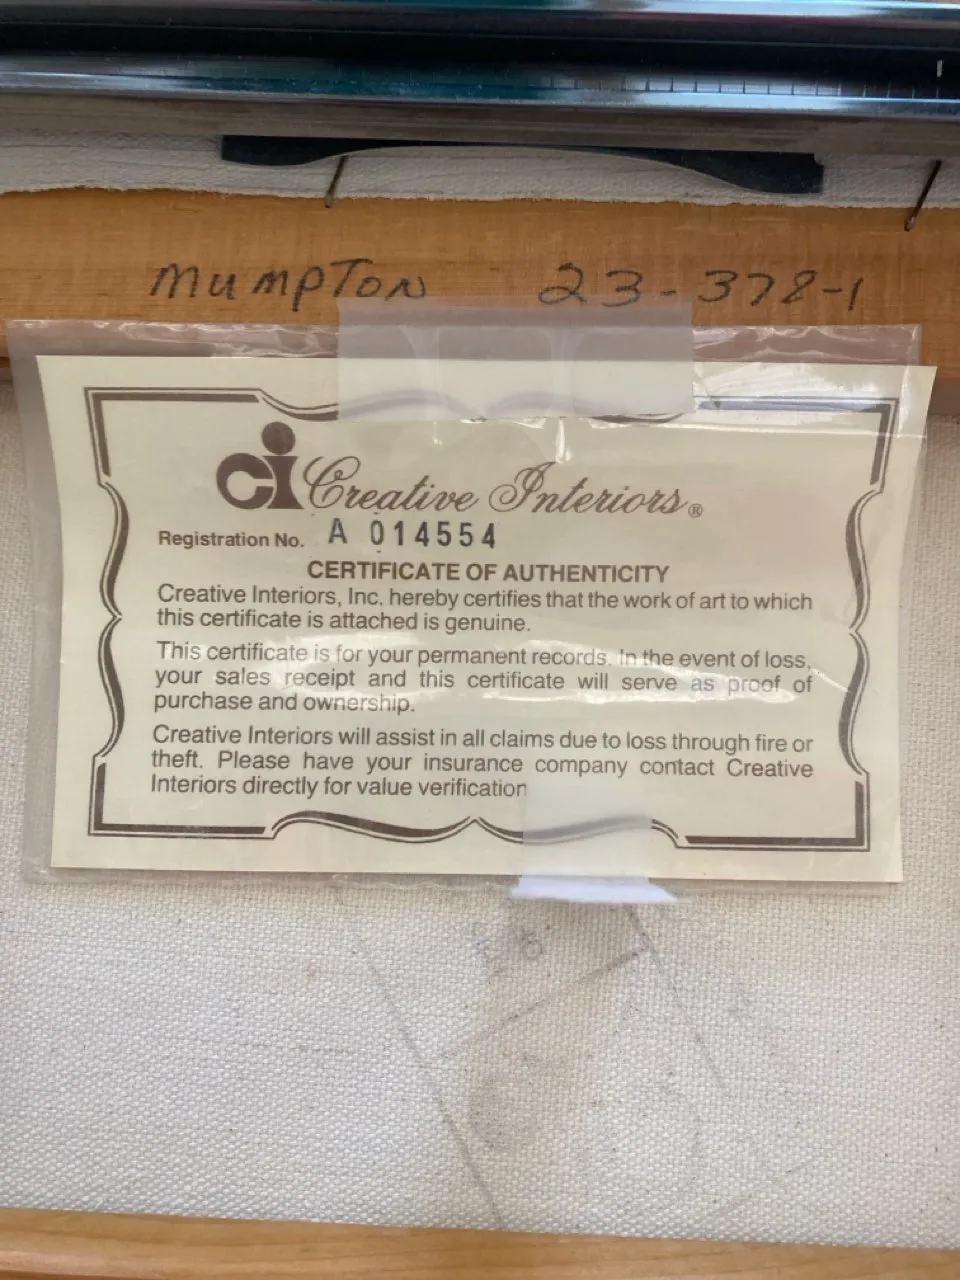 MUMPTON 23-378-1
ci Creative Interiors®
Registration No. A 014554
CERTIFICATE OF AUTHENTICITY
Creative Interiors, Inc. hereby certifies that the work of art to which
this certificate is attached is genuine.
This certificate is for your permanent records. In the event of loss,
your sales receipt and this certificate will serve as proof of
purchase and ownership.
Creative Interiors will assist in all claims due to loss through fire or
theft. Please have your insurance company contact Creative
Interiors directly for value verification